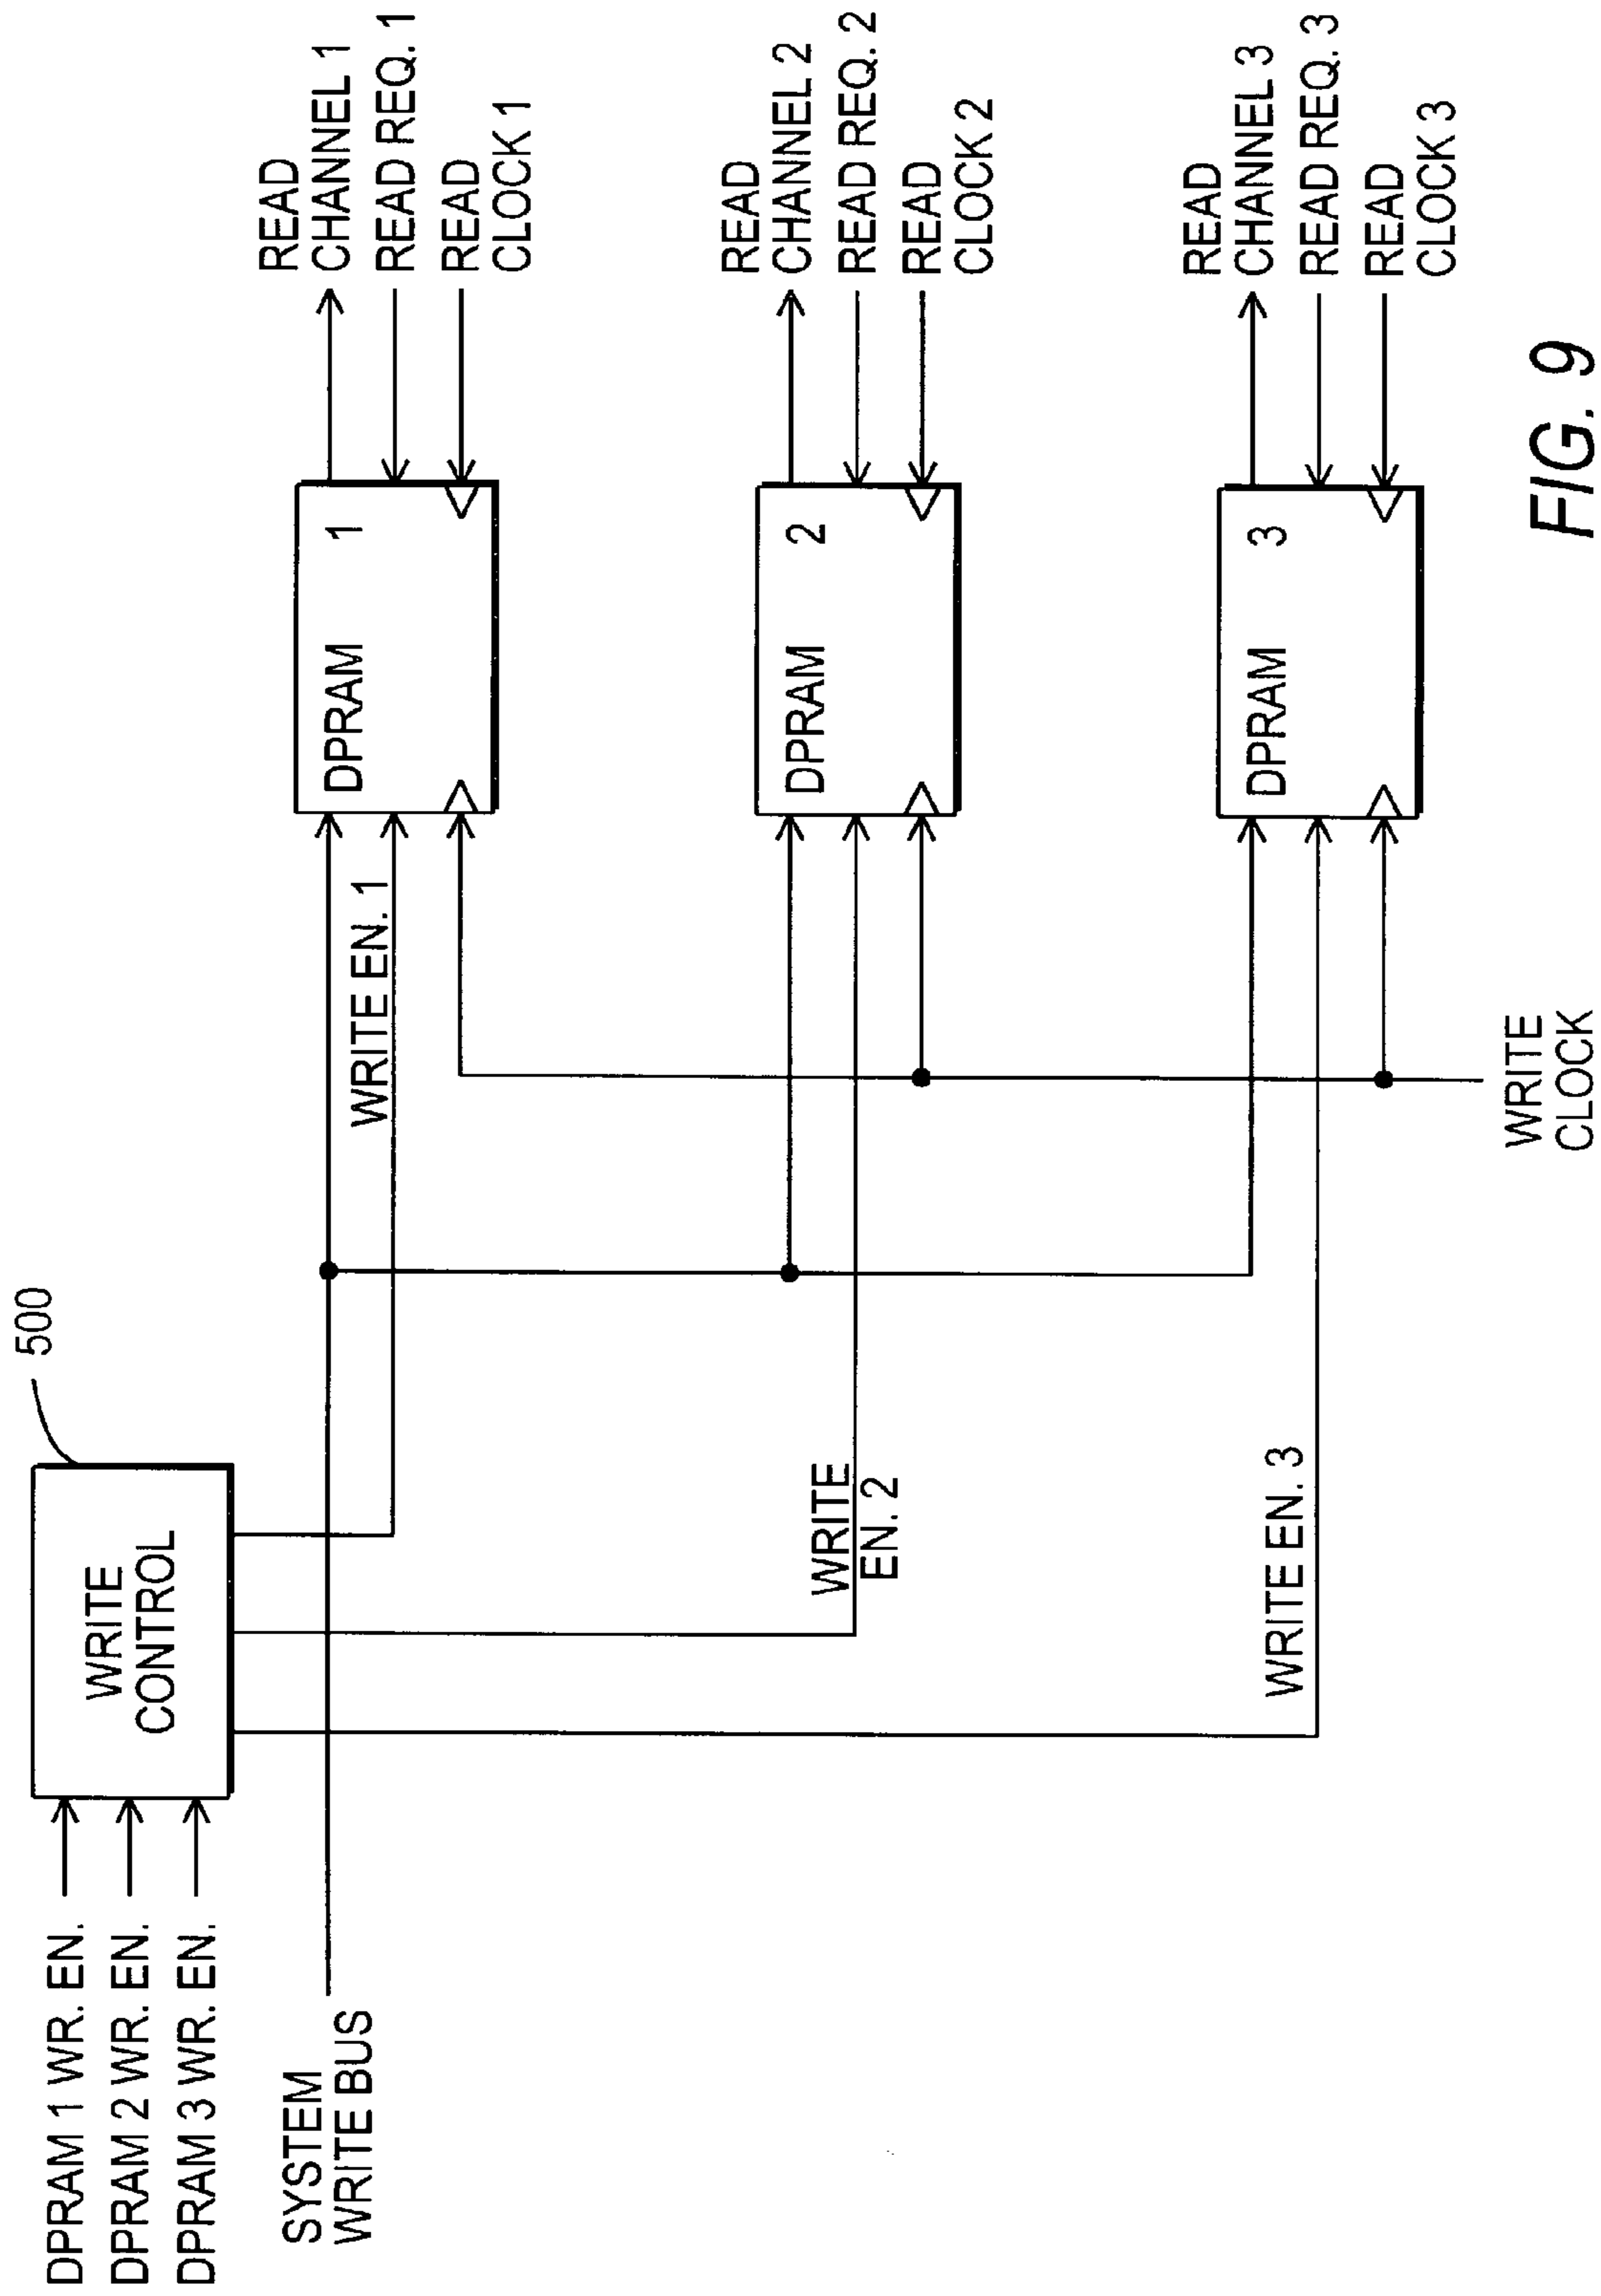 500
DPRAM 1 WR. EN.
DPRAM 2 WR. EN.
DPRAM 3 WR. EN.
WRITE
CONTROL
SYSTEM
WRITE BUS
WRITE EN. 1
DPRAM 1
READ
CHANNEL 1
READ REQ. 1
READ
CLOCK 1
WRITE
EN. 2
DPRAM 2
READ
CHANNEL 2
READ REQ. 2
READ
CLOCK 2
WRITE EN. 3
DPRAM 3
READ
CHANNEL 3
READ REQ. 3
READ
CLOCK 3
WRITE
CLOCK
FIG. 9